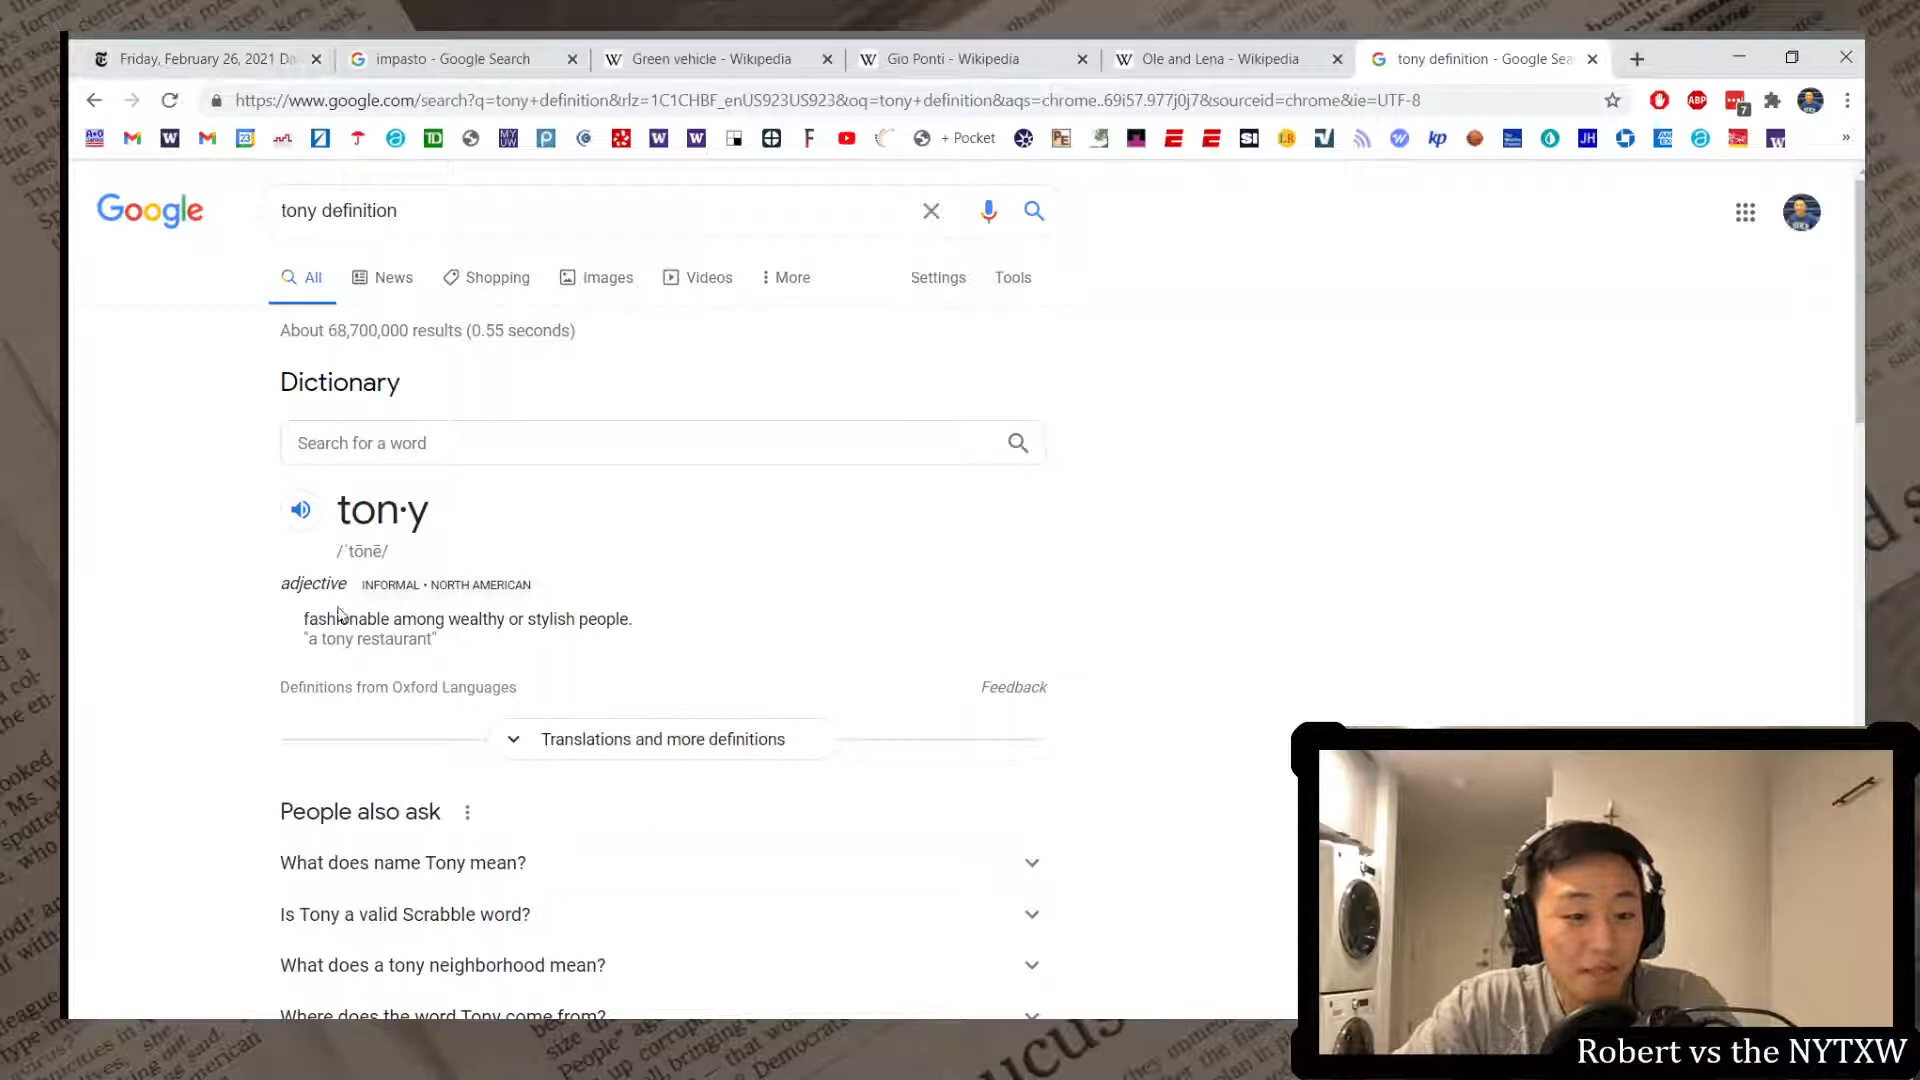 Friday, February 26, 2021 Da
impasto - Google Search
Green vehicle - Wikipedia
Gio Ponti - Wikipedia
Ole and Lena - Wikipedia
tony definition - Google Sea
https://www.google.com/search?q=tony+definition&rlz=1C1CHBF_enUS923US923&oq=tony+definition&aqs=chrome..69i57.977j0j7&sourceid=chrome&ie=UTF-8
ABP
7
+ Pocket
Google
tony definition
All
News
Shopping
Images
Videos
More
Settings
Tools
About 68,700,000 results (0.55 seconds)
Dictionary
Search for a word
ton·y
/ˈtōnē/
adjective INFORMAL • NORTH AMERICAN
fashionable among wealthy or stylish people.
"a tony restaurant"
Definitions from Oxford Languages
Feedback
Translations and more definitions
People also ask
What does name Tony mean?
Is Tony a valid Scrabble word?
What does a tony neighborhood mean?
Where does the word Tony come from?
Robert vs the NYTXW